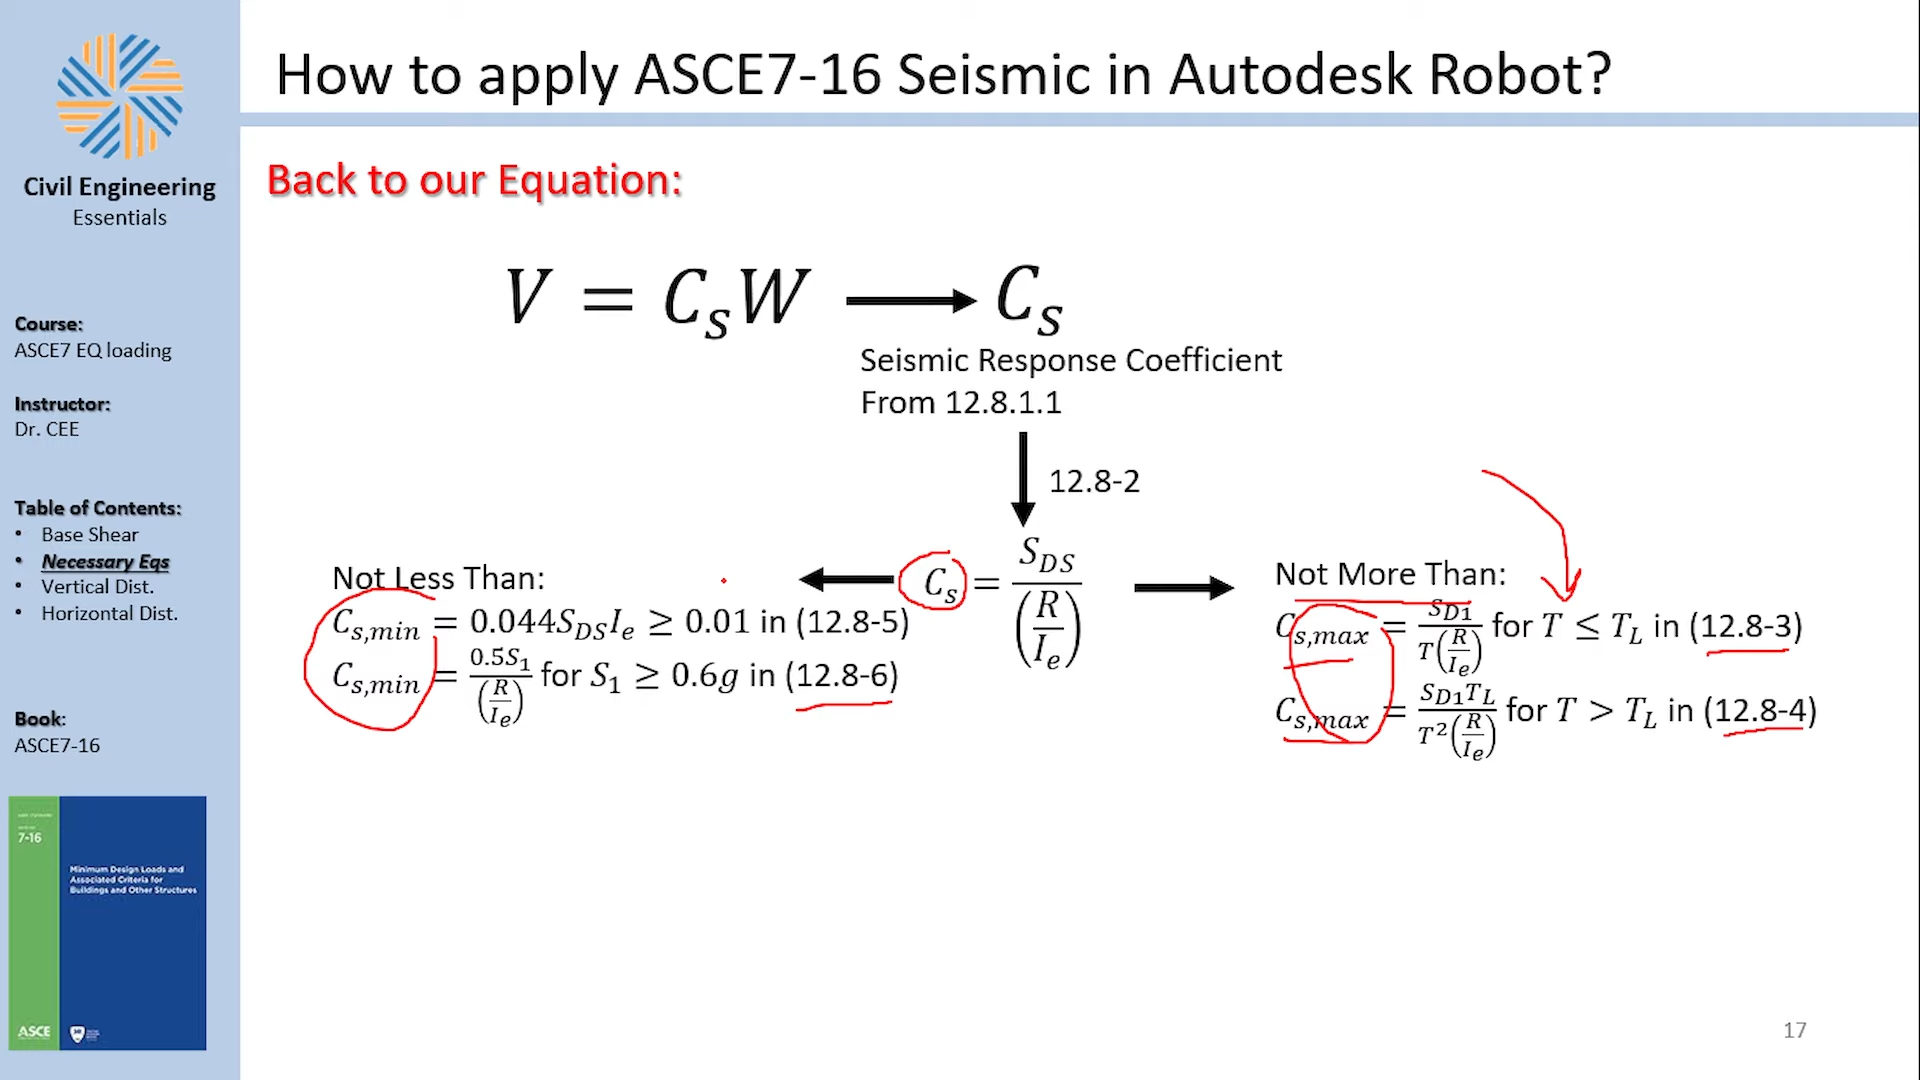 How to apply ASCE7-16 Seismic in Autodesk Robot?
Civil Engineering
Essentials
Course:
ASCE7 EQ loading
Instructor:
Dr. CEE
Table of Contents:
• Base Shear
• Necessary Eqs
• Vertical Dist.
• Horizontal Dist.
Book:
ASCE7-16
7-16
Minimum Design Loads and
Associated Criteria for
Buildings and Other Structures
ASCE
Back to our Equation:
V = C_s W → C_s
Seismic Response Coefficient
From 12.8.1.1
12.8-2
C_s = S_DS / (R/I_e)
Not Less Than:
C_s,min = 0.044S_DS I_e ≥ 0.01 in (12.8-5)
C_s,min = 0.5S_1 / (R/I_e) for S_1 ≥ 0.6g in (12.8-6)
Not More Than:
C_s,max = S_D1 / T(R/I_e) for T ≤ T_L in (12.8-3)
C_s,max = S_D1 T_L / T²(R/I_e) for T > T_L in (12.8-4)
17